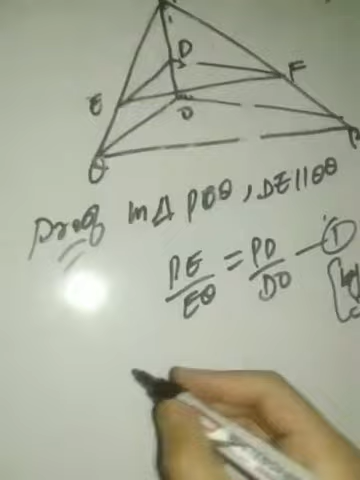 D
F
E
O
Q
R
Proof In Δ POQ, DE || OQ
PE/EQ = PD/DO — ①